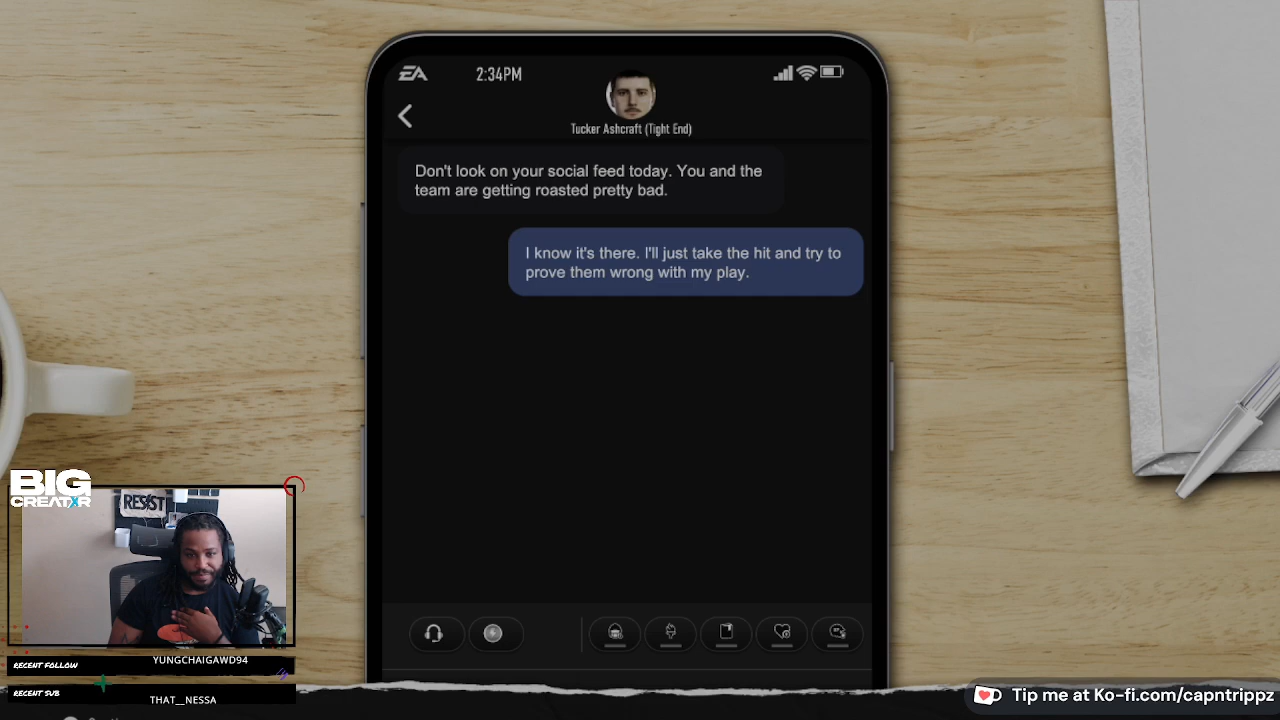 EA
2:34PM
Tucker Ashcraft (Tight End)
Don't look on your social feed today. You and the
team are getting roasted pretty bad.
I know it's there. I'll just take the hit and try to
prove them wrong with my play.
BIG
CREATXR
RESIST
RECENT FOLLOW
YUNGCHAIGAWD94
RECENT SUB
THAT__NESSA
Tip me at Ko-fi.com/capntrippz